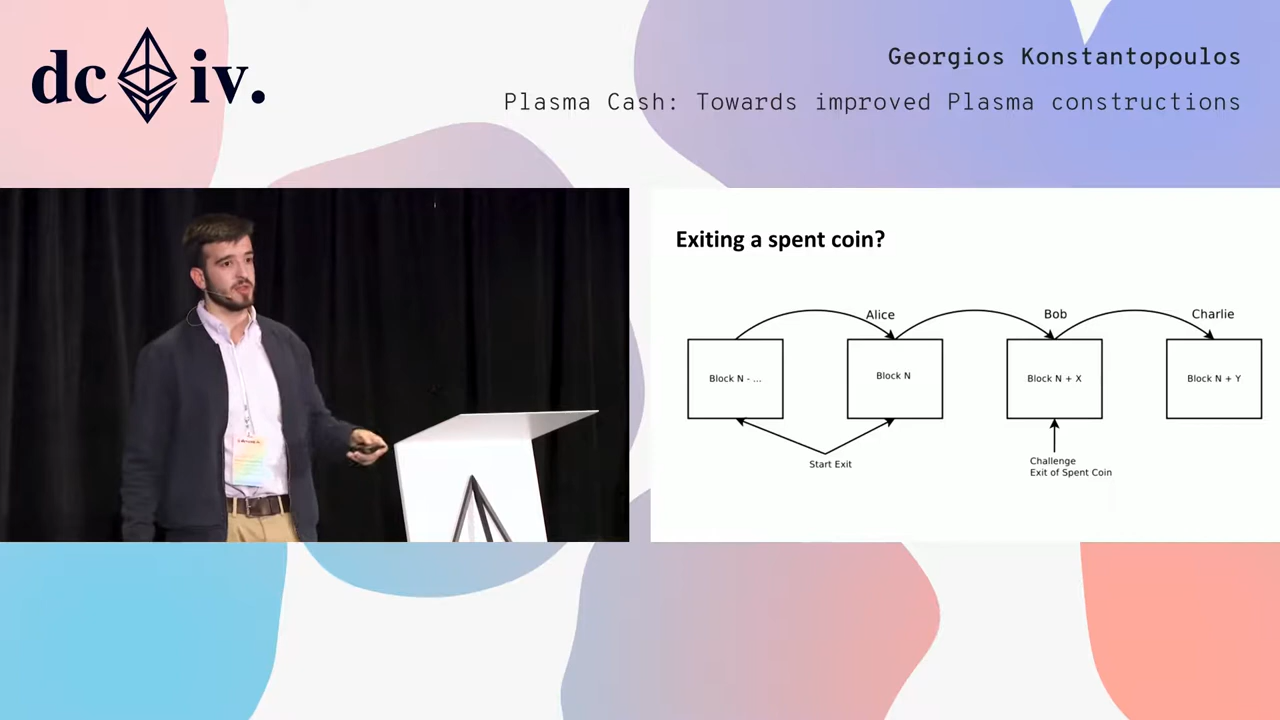 dc iv.
Georgios Konstantopoulos
Plasma Cash: Towards improved Plasma constructions
Exiting a spent coin?
Alice
Bob
Charlie
Block N - ...
Block N
Block N + X
Block N + Y
Start Exit
Challenge
Exit of Spent Coin